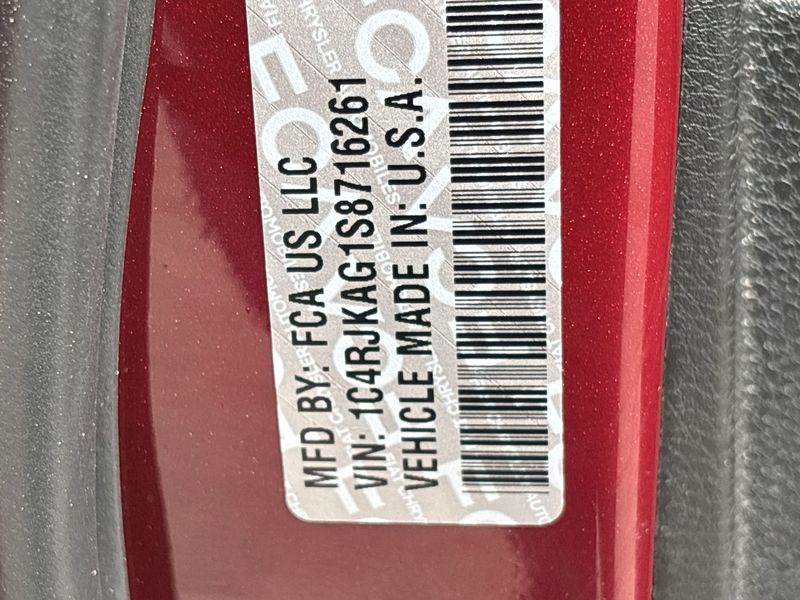 MFD BY: FCA US LLC
VIN: 1C4RJKAG1S8716261
VEHICLE MADE IN: U.S.A.